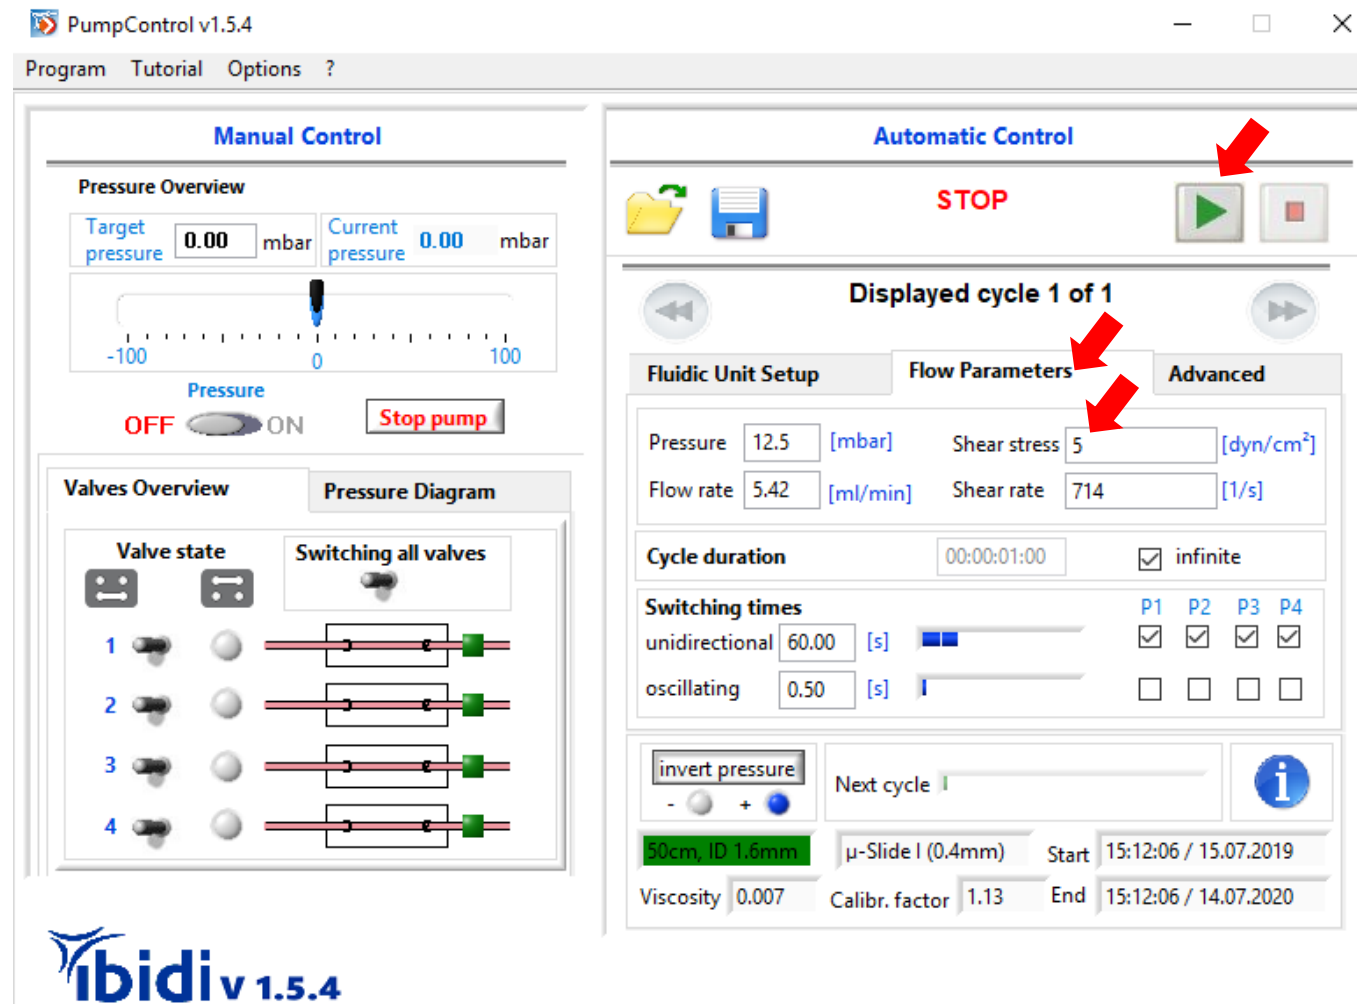 PumpControl v1.5.4
Program Tutorial Options ?
Manual Control
Pressure Overview
Target pressure 0.00 mbar
Current pressure 0.00 mbar
-100 0 100
Pressure
OFF ON
Stop pump
Valves Overview Pressure Diagram
Valve state Switching all valves
1
2
3
4
ibidi v 1.5.4
Automatic Control
STOP
Displayed cycle 1 of 1
Fluidic Unit Setup Flow Parameters Advanced
Pressure 12.5 [mbar] Shear stress 5 [dyn/cm²]
Flow rate 5.42 [ml/min] Shear rate 714 [1/s]
Cycle duration 00:00:01:00 infinite
Switching times P1 P2 P3 P4
unidirectional 60.00 [s]
oscillating 0.50 [s]
invert pressure
- +
Next cycle
i
50cm, ID 1.6mm µ-Slide I (0.4mm) Start 15:12:06 / 15.07.2019
Viscosity 0.007 Calibr. factor 1.13 End 15:12:06 / 14.07.2020